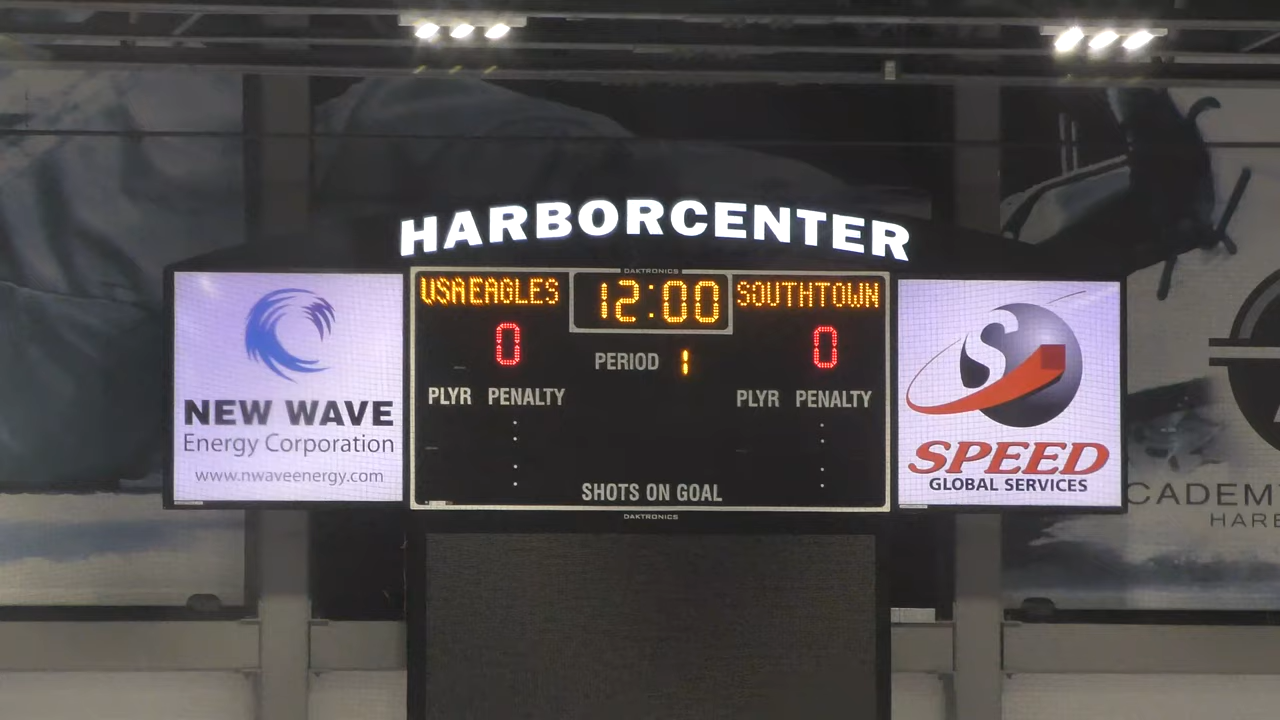 HARBORCENTER
DAKTRONICS
USA EAGLES
12:00
SOUTHTOWN
0
PERIOD 1
0
PLYR PENALTY
PLYR PENALTY
:
:
:
:
SHOTS ON GOAL
DAKTRONICS
NEW WAVE
Energy Corporation
www.nwaveenergy.com
S
SPEED
GLOBAL SERVICES
CADEM
HARB